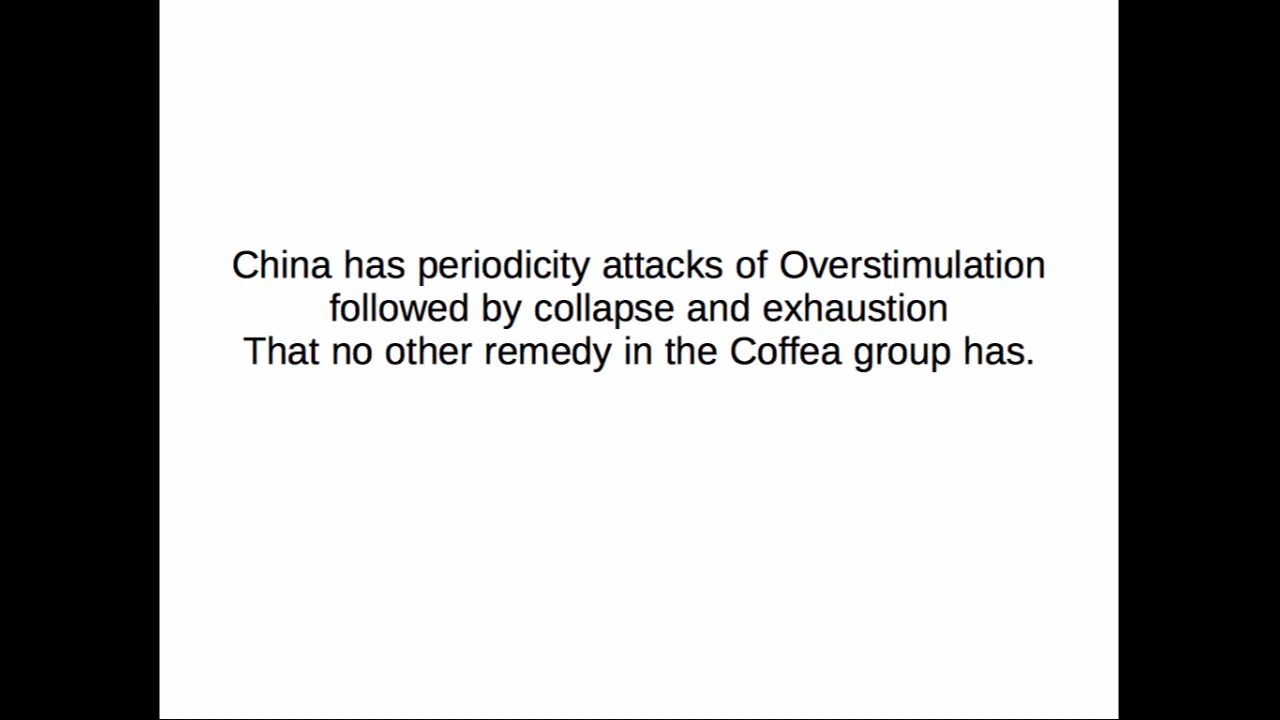 China has periodicity attacks of Overstimulation
followed by collapse and exhaustion
That no other remedy in the Coffea group has.